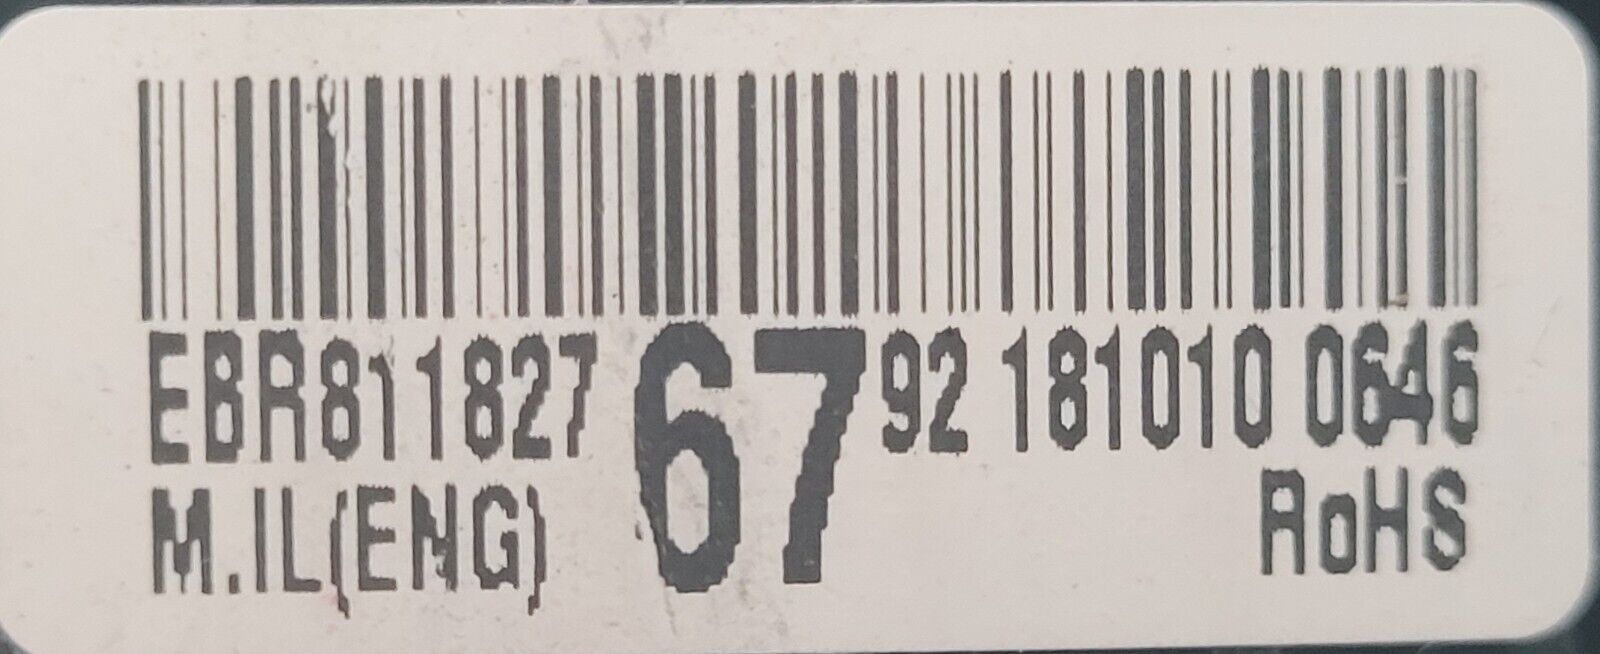 EBR811827 67 92 181010 0646
M.IL(ENG) RoHS